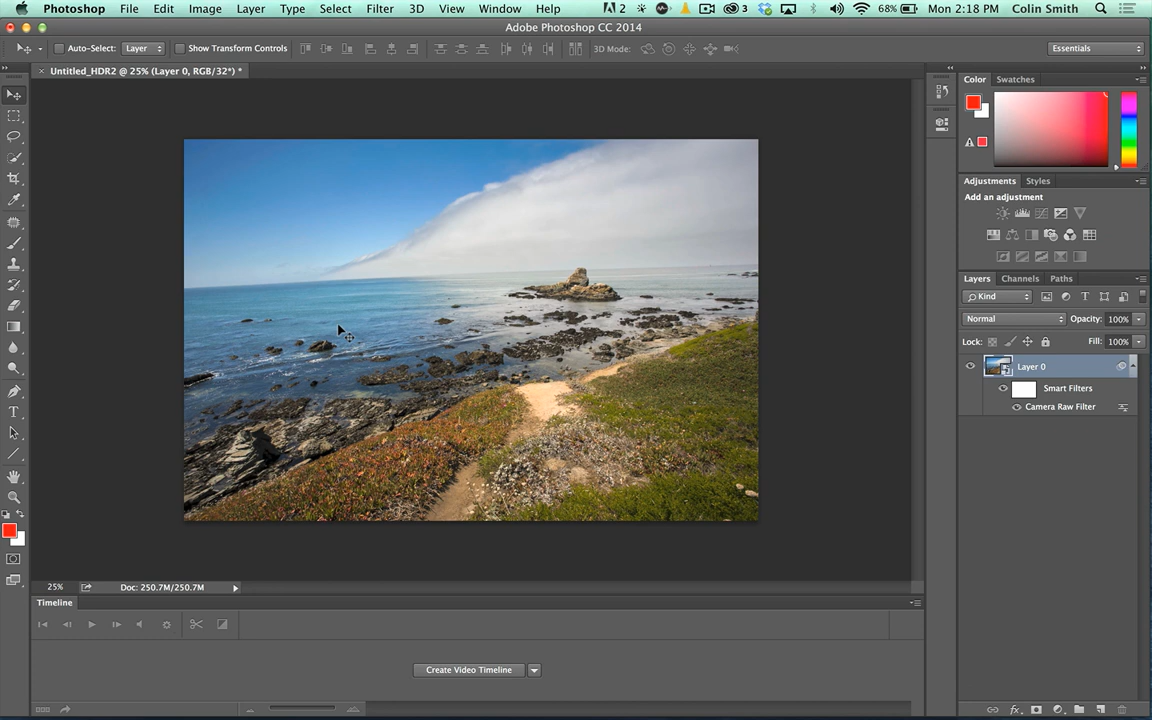 Photoshop File Edit Image Layer Type Select Filter 3D View Window Help 2 3 68% Mon 2:18 PM Colin Smith
Adobe Photoshop CC 2014
Auto-Select: Layer Show Transform Controls 3D Mode: Essentials
× Untitled_HDR2 @ 25% (Layer 0, RGB/32*) *
Color Swatches
Adjustments Styles
Add an adjustment
Layers Channels Paths
Kind T
Normal Opacity: 100%
Lock: Fill: 100%
Layer 0
Smart Filters
Camera Raw Filter
T
25% Doc: 250.7M/250.7M
Timeline
Create Video Timeline
fx